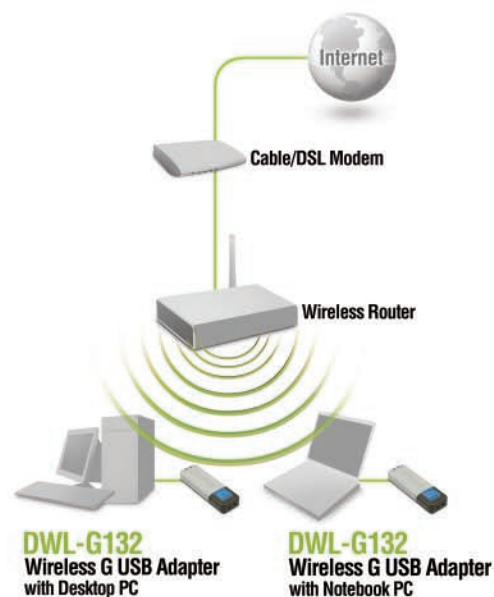 Internet
Cable/DSL Modem
Wireless Router
DWL-G132
Wireless G USB Adapter
with Desktop PC
DWL-G132
Wireless G USB Adapter
with Notebook PC